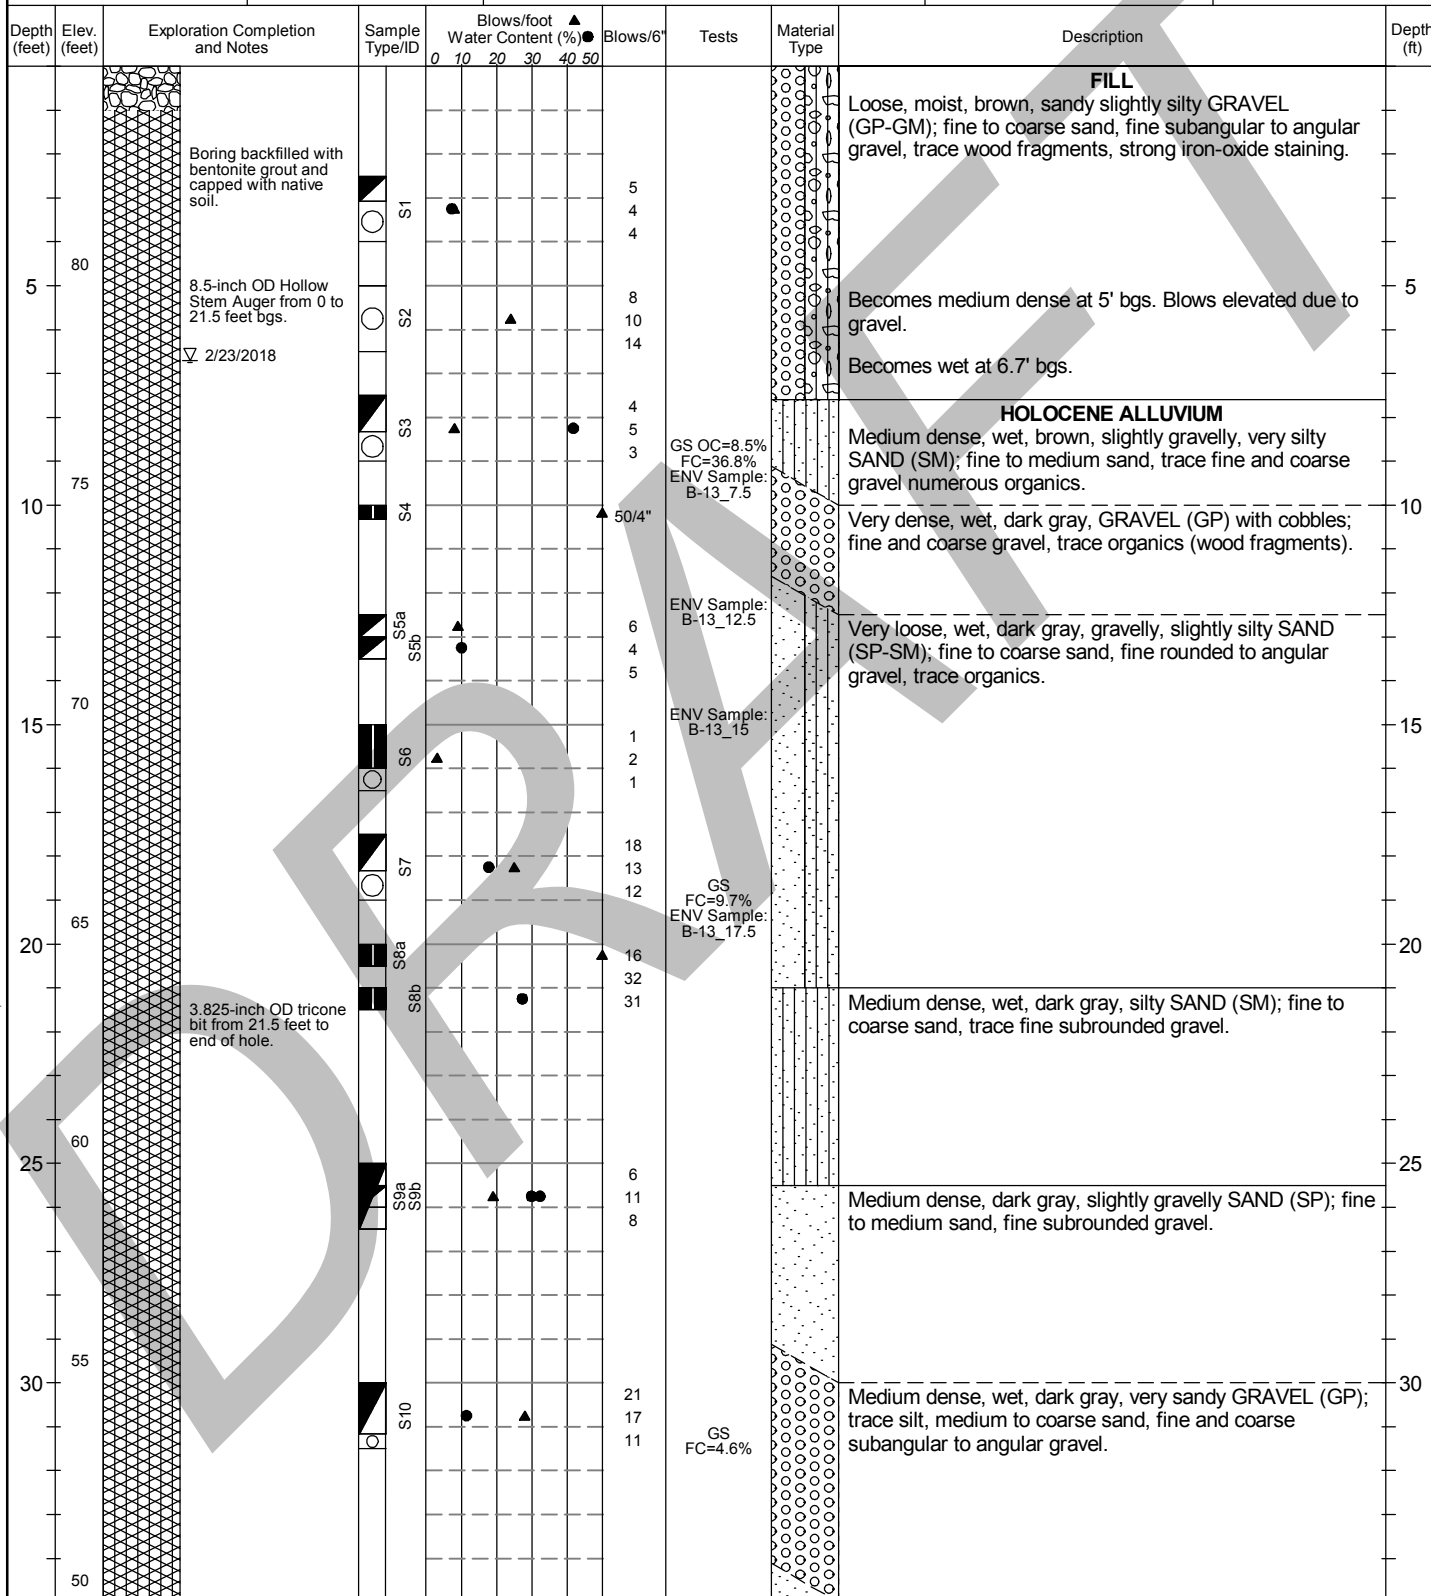 Depth
(feet)
Elev.
(feet)
Exploration Completion
and Notes
Sample
Type/ID
Blows/foot ▲
Water Content (%) ●
0 10 20 30 40 50
Blows/6"
Tests
Material
Type
Description
Depth
(ft)
FILL
Loose, moist, brown, sandy slightly silty GRAVEL
(GP-GM); fine to coarse sand, fine subangular to angular
gravel, trace wood fragments, strong iron-oxide staining.
Boring backfilled with
bentonite grout and
capped with native
soil.
S1
5
4
4
80
5
8.5-inch OD Hollow
Stem Auger from 0 to
21.5 feet bgs.
S2
8
10
14
Becomes medium dense at 5' bgs. Blows elevated due to
gravel.
5
2/23/2018
Becomes wet at 6.7' bgs.
S3
4
5
3
GS OC=8.5%
FC=36.8%
ENV Sample:
B-13_7.5
HOLOCENE ALLUVIUM
Medium dense, wet, brown, slightly gravelly, very silty
SAND (SM); fine to medium sand, trace fine and coarse
gravel numerous organics.
75
10
S4
50/4"
Very dense, wet, dark gray, GRAVEL (GP) with cobbles;
fine and coarse gravel, trace organics (wood fragments).
10
S5a
S5b
6
4
5
ENV Sample:
B-13_12.5
Very loose, wet, dark gray, gravelly, slightly silty SAND
(SP-SM); fine to coarse sand, fine rounded to angular
gravel, trace organics.
70
15
S6
1
2
1
ENV Sample:
B-13_15
15
S7
18
13
12
GS
FC=9.7%
ENV Sample:
B-13_17.5
65
20
S8a
S8b
16
32
31
20
3.825-inch OD tricone
bit from 21.5 feet to
end of hole.
Medium dense, wet, dark gray, silty SAND (SM); fine to
coarse sand, trace fine subrounded gravel.
60
25
S9a
S9b
6
11
8
25
Medium dense, dark gray, slightly gravelly SAND (SP); fine
to medium sand, fine subrounded gravel.
55
30
S10
21
17
11
GS
FC=4.6%
Medium dense, wet, dark gray, very sandy GRAVEL (GP);
trace silt, medium to coarse sand, fine and coarse
subangular to angular gravel.
30
50
DRAFT